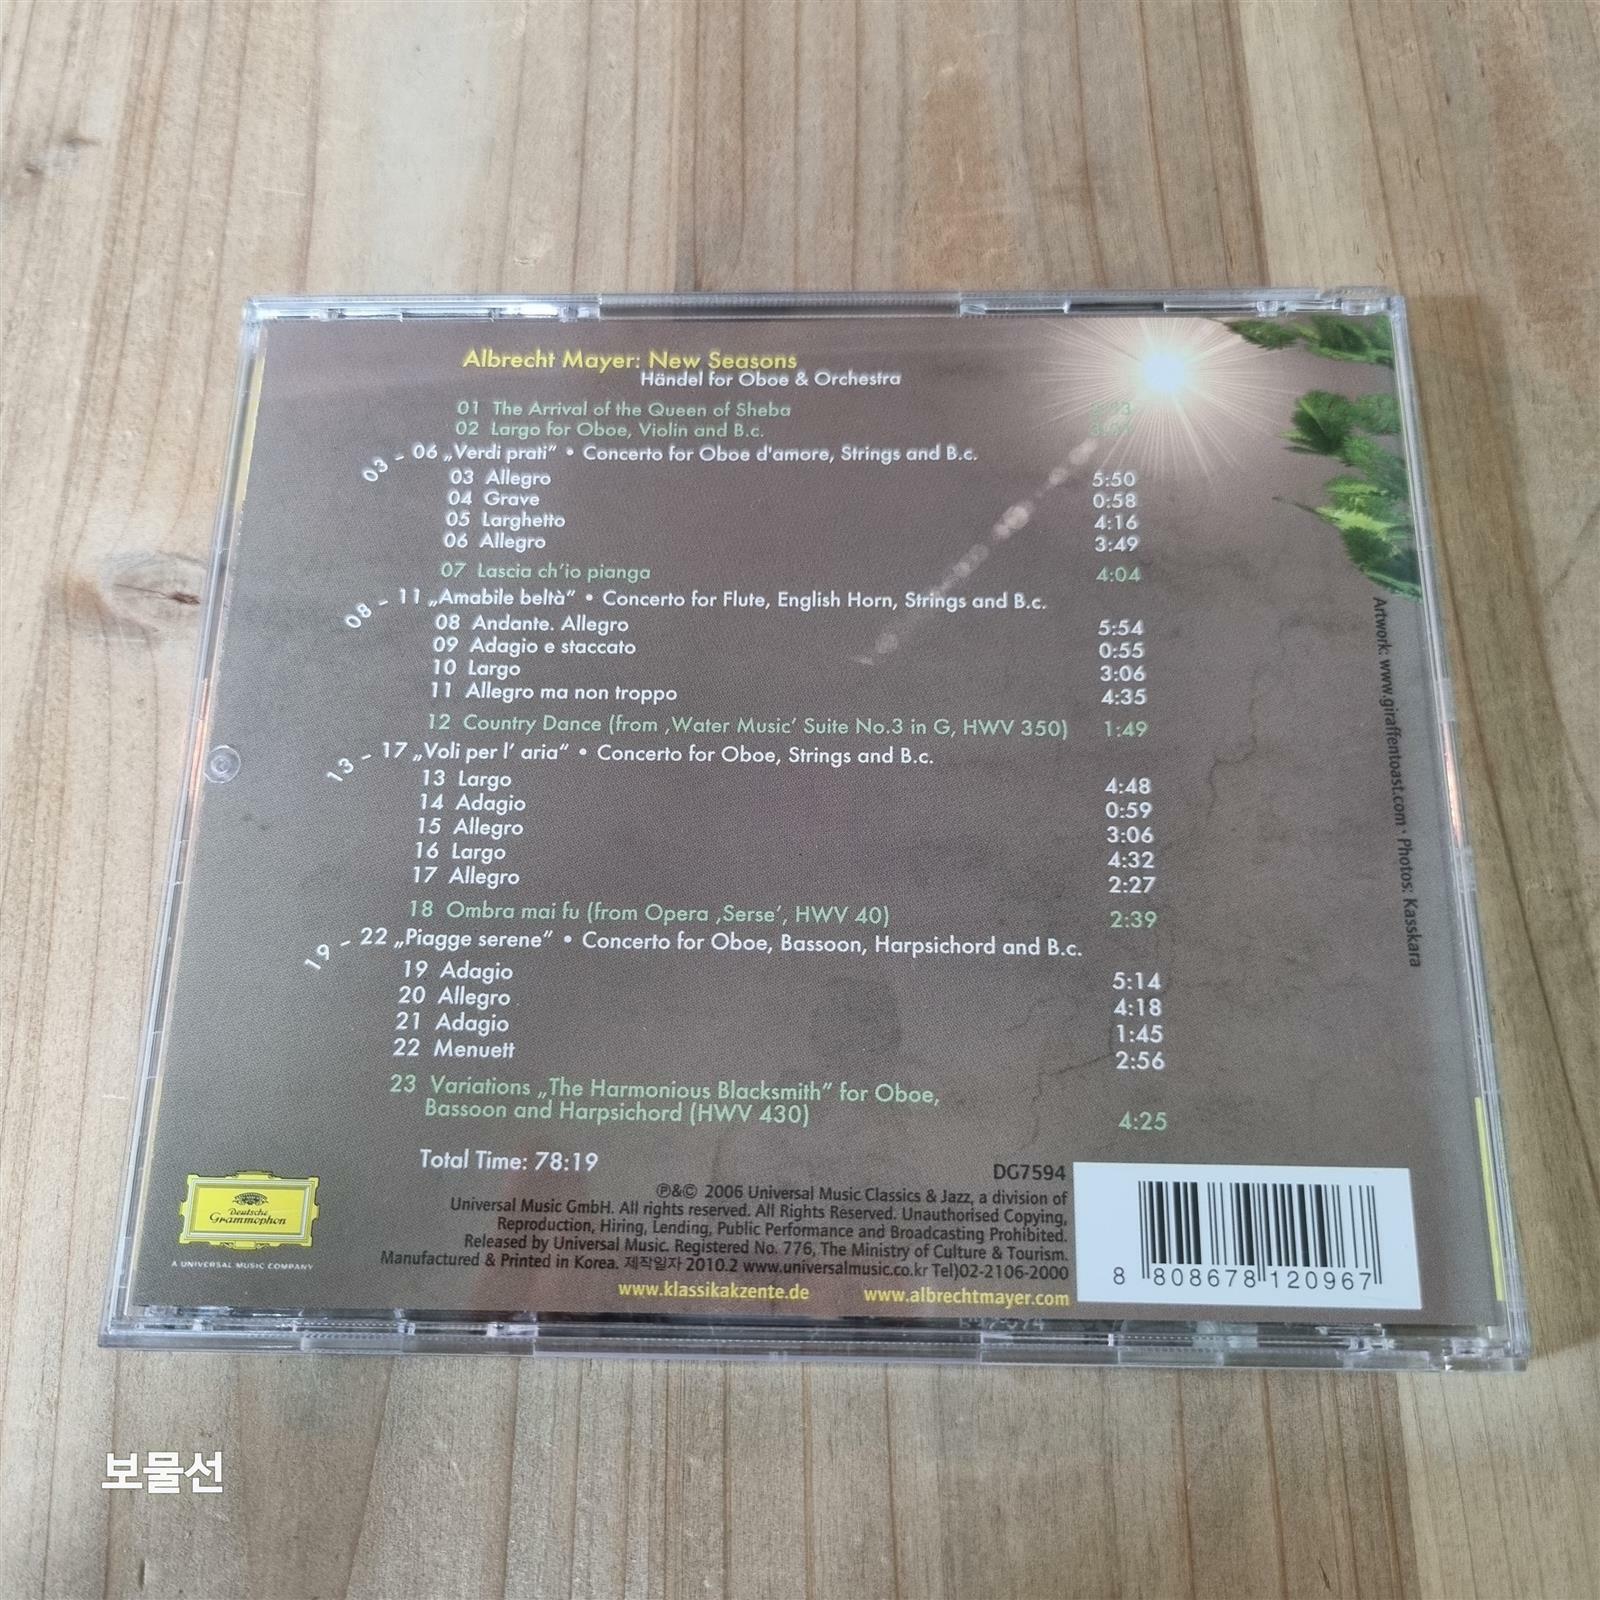 Albrecht Mayer: New Seasons
Händel for Oboe & Orchestra
01 The Arrival of the Queen of Sheba
02 Largo for Oboe, Violin and B.c.
03 - 06 „Verdi prati" • Concerto for Oboe d'amore, Strings and B.c.
03 Allegro 5:50
04 Grave 0:58
05 Larghetto 4:16
06 Allegro 3:49
07 Lascia ch'io pianga 4:04
08 - 11 „Amabile beltà" • Concerto for Flute, English Horn, Strings and B.c.
08 Andante. Allegro 5:54
09 Adagio e staccato 0:55
10 Largo 3:06
11 Allegro ma non troppo 4:35
12 Country Dance (from ‚Water Music' Suite No.3 in G, HWV 350) 1:49
13 - 17 „Voli per l' aria" • Concerto for Oboe, Strings and B.c.
13 Largo 4:48
14 Adagio 0:59
15 Allegro 3:06
16 Largo 4:32
17 Allegro 2:27
18 Ombra mai fu (from Opera ‚Serse', HWV 40) 2:39
19 - 22 „Piagge serene" • Concerto for Oboe, Bassoon, Harpsichord and B.c.
19 Adagio 5:14
20 Allegro 4:18
21 Adagio 1:45
22 Menuett 2:56
23 Variations „The Harmonious Blacksmith" for Oboe,
Bassoon and Harpsichord (HWV 430) 4:25
Total Time: 78:19
Artwork: www.giraffentoast.com · Photos: Kasskara
Deutsche
Grammophon
A UNIVERSAL MUSIC COMPANY
DG7594
℗&© 2006 Universal Music Classics & Jazz, a division of
Universal Music GmbH. All rights reserved. All Rights Reserved. Unauthorised Copying,
Reproduction, Hiring, Lending, Public Performance and Broadcasting Prohibited.
Released by Universal Music. Registered No. 776, The Ministry of Culture & Tourism.
Manufactured & Printed in Korea. 제작일자 2010.2 www.universalmusic.co.kr Tel)02-2106-2000
www.klassikakzente.de www.albrechtmayer.com
8 808678 120967
보물선